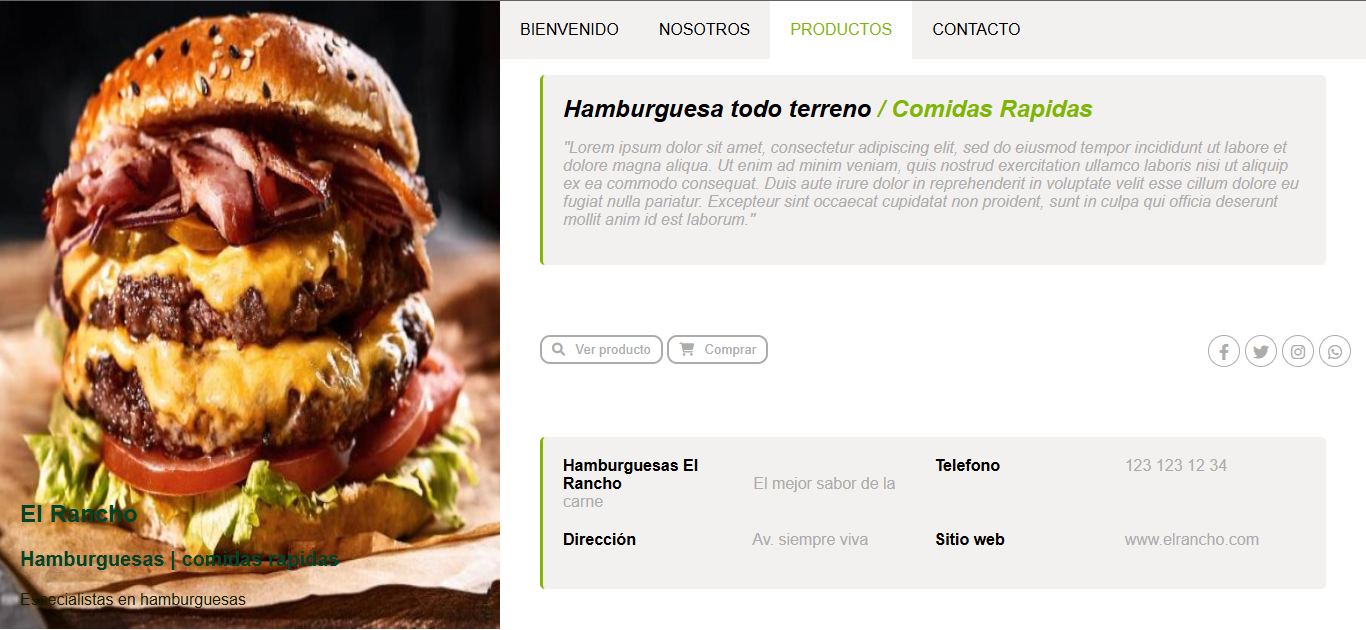 BIENVENIDO NOSOTROS PRODUCTOS CONTACTO
Hamburguesa todo terreno / Comidas Rapidas
"Lorem ipsum dolor sit amet, consectetur adipiscing elit, sed do eiusmod tempor incididunt ut labore et
dolore magna aliqua. Ut enim ad minim veniam, quis nostrud exercitation ullamco laboris nisi ut aliquip
ex ea commodo consequat. Duis aute irure dolor in reprehenderit in voluptate velit esse cillum dolore eu
fugiat nulla pariatur. Excepteur sint occaecat cupidatat non proident, sunt in culpa qui officia deserunt
mollit anim id est laborum."
Ver producto Comprar
Hamburguesas El
Rancho El mejor sabor de la
carne
Telefono 123 123 12 34
Dirección Av. siempre viva
Sitio web www.elrancho.com
El Rancho
Hamburguesas | comidas rapidas
Especialistas en hamburguesas